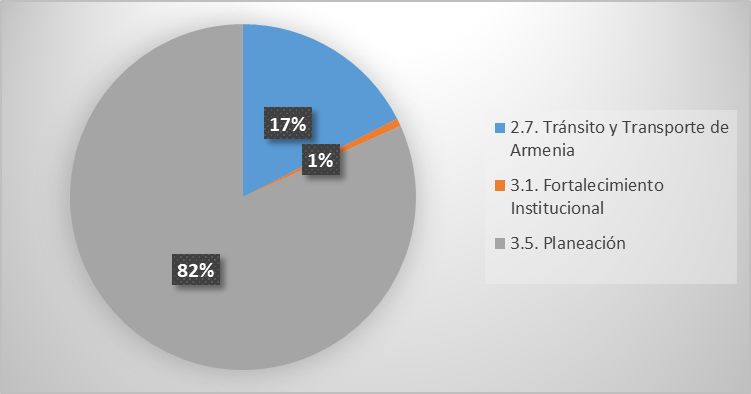 17%
1%
82%
2.7. Tránsito y Transporte de
Armenia
3.1. Fortalecimiento
Institucional
3.5. Planeación